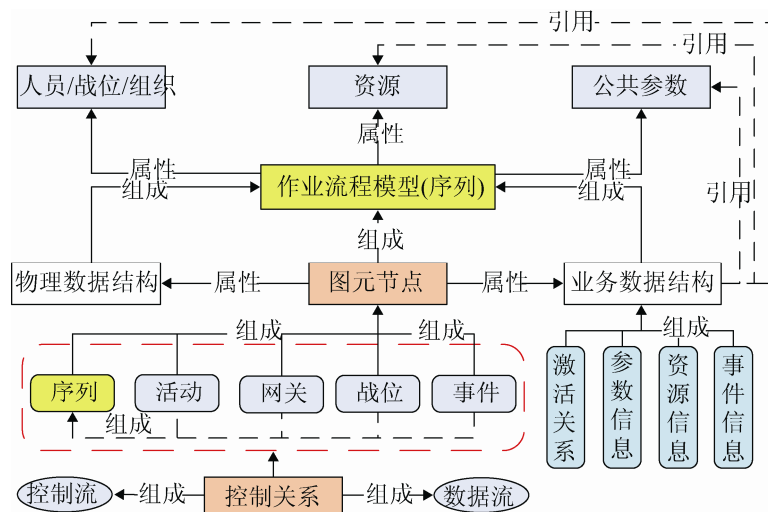 引用
引用
人员/战位/组织
资源
公共参数
属性
属性
属性
组成
作业流程模型(序列)
组成
引用
组成
物理数据结构
属性
图元节点
属性
业务数据结构
组成
组成
组成
序列
活动
网关
战位
事件
激活关系
参数信息
资源信息
事件信息
组成
控制流
组成
控制关系
组成
数据流